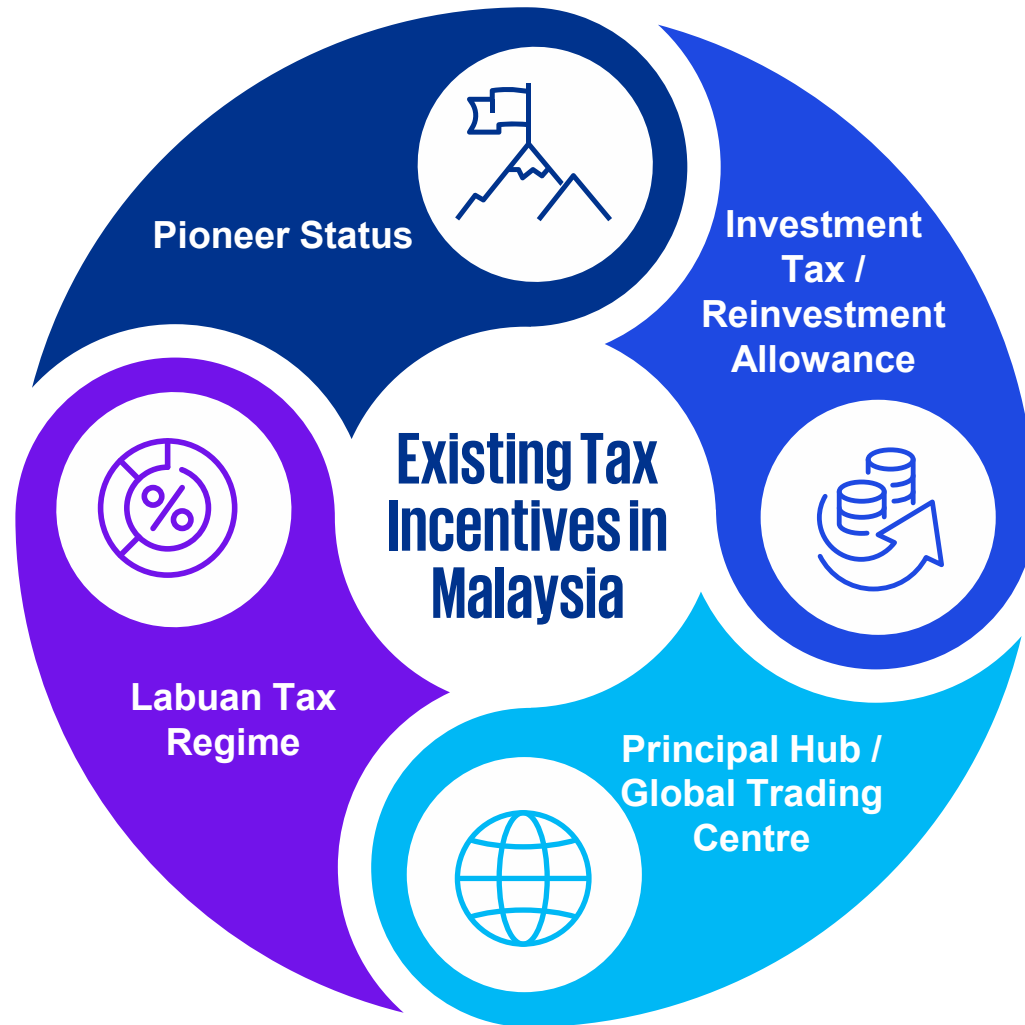 Pioneer Status
Investment
Tax /
Reinvestment
Allowance
Existing Tax
Incentives in
Malaysia
Labuan Tax
Regime
Principal Hub /
Global Trading
Centre